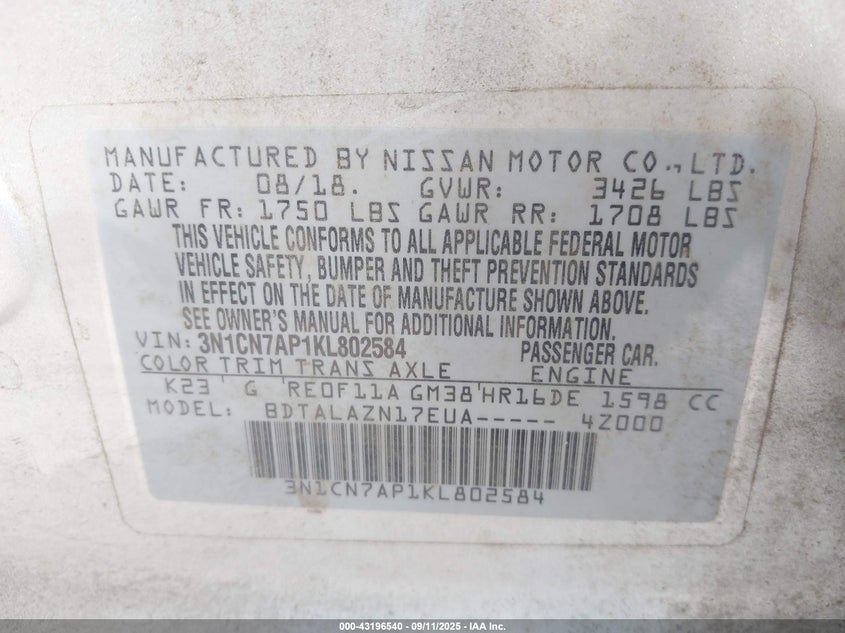 MANUFACTURED BY NISSAN MOTOR CO., LTD.
DATE: 08/18. GVWR: 3426 LBS
GAWR FR: 1750 LBS GAWR RR: 1708 LBS
THIS VEHICLE CONFORMS TO ALL APPLICABLE FEDERAL MOTOR
VEHICLE SAFETY, BUMPER AND THEFT PREVENTION STANDARDS
IN EFFECT ON THE DATE OF MANUFACTURE SHOWN ABOVE.
SEE OWNER'S MANUAL FOR ADDITIONAL INFORMATION.
VIN: 3N1CN7AP1KL802584 PASSENGER CAR.
COLOR TRIM TRANS AXLE ENGINE
K23 G RE0F11A GM38 HR16DE 1598 CC
MODEL: BDTALAZN17EUA----- 4Z000
3N1CN7AP1KL802584
000-43196540 - 09/11/2025 - IAA Inc.